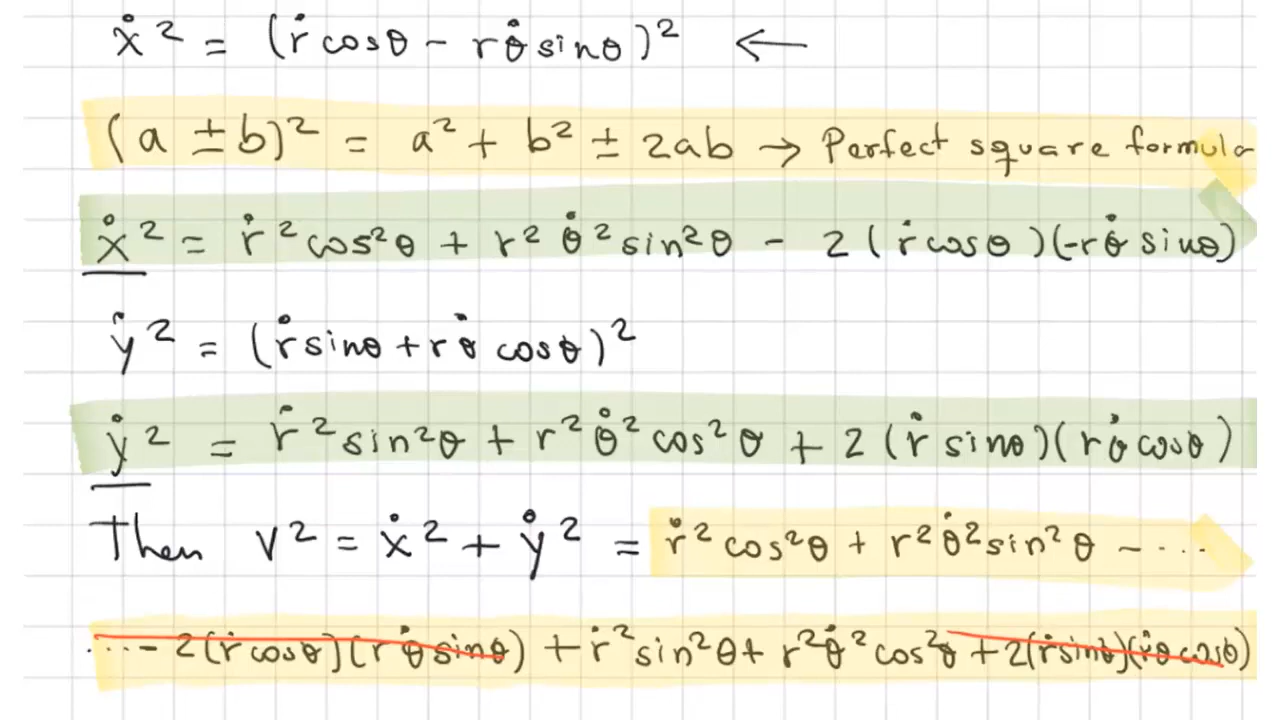 ẋ² = (ṙcosθ - rθ̇sinθ)² ←
(a ± b)² = a² + b² ± 2ab → Perfect square formula
ẋ² = ṙ²cos²θ + r²θ̇²sin²θ - 2(ṙcosθ)(-rθ̇sinθ)
ẏ² = (ṙsinθ + rθ̇cosθ)²
ẏ² = ṙ²sin²θ + r²θ̇²cos²θ + 2(ṙsinθ)(rθ̇cosθ)
Then v² = ẋ² + ẏ² = ṙ²cos²θ + r²θ̇²sin²θ - ....
....- 2(ṙcosθ)(rθ̇sinθ) + ṙ²sin²θ + r²θ̇²cos²θ + 2(ṙsinθ)(ṙθcosθ)